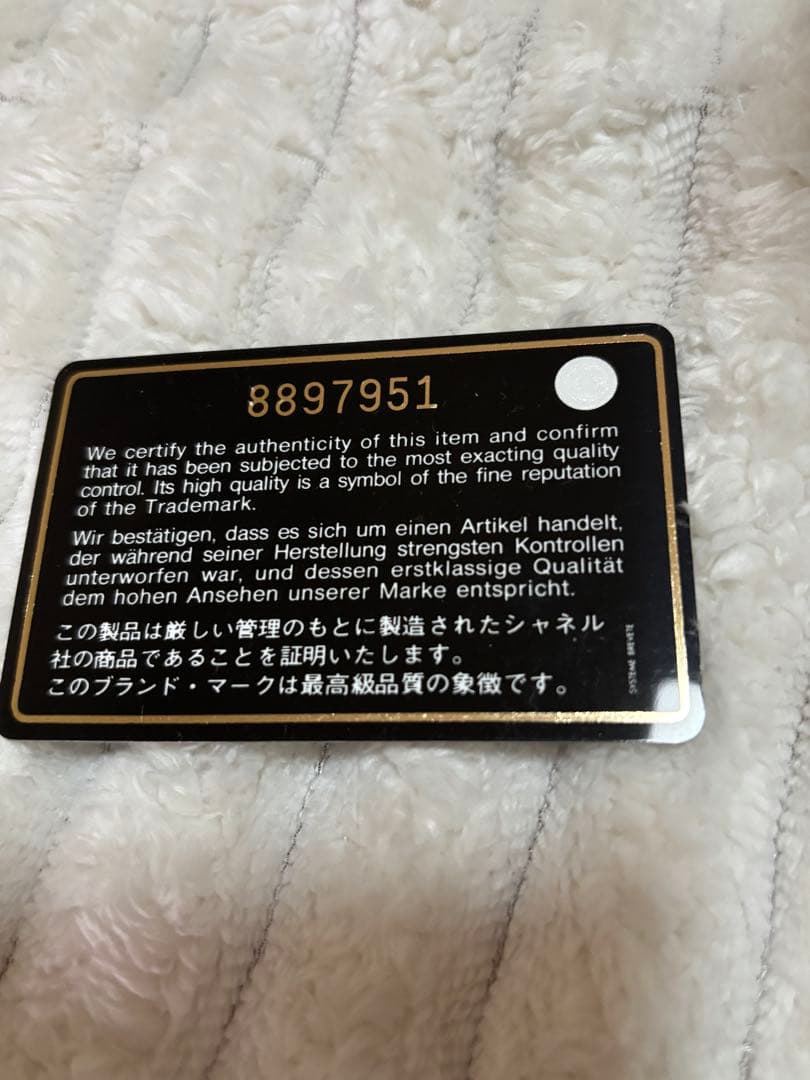 8897951
We certify the authenticity of this item and confirm
that it has been subjected to the most exacting quality
control. Its high quality is a symbol of the fine reputation
of the Trademark.
Wir bestätigen, dass es sich um einen Artikel handelt,
der während seiner Herstellung strengsten Kontrollen
unterworfen war, und dessen erstklassige Qualität
dem hohen Ansehen unserer Marke entspricht.
この製品は厳しい管理のもとに製造されたシャネル
社の商品であることを証明いたします。
このブランド・マークは最高級品質の象徴です。
SYSTEME BREVETE